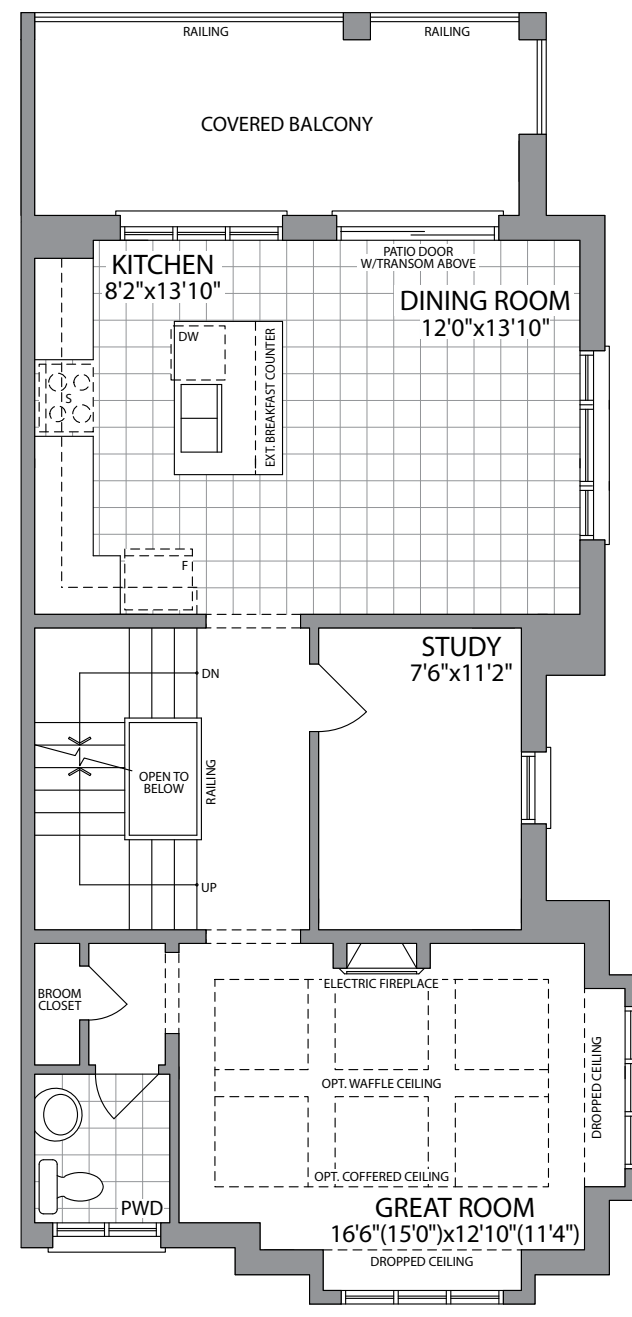 RAILING
RAILING
COVERED BALCONY
KITCHEN
8'2"x13'10"
PATIO DOOR
W/TRANSOM ABOVE
DINING ROOM
12'0"x13'10"
DW
EXT. BREAKFAST COUNTER
S
F
STUDY
7'6"x11'2"
DN
OPEN TO
BELOW
RAILING
UP
BROOM
CLOSET
ELECTRIC FIREPLACE
OPT. WAFFLE CEILING
DROPPED CEILING
OPT. COFFERED CEILING
PWD
GREAT ROOM
16'6"(15'0")x12'10"(11'4")
DROPPED CEILING